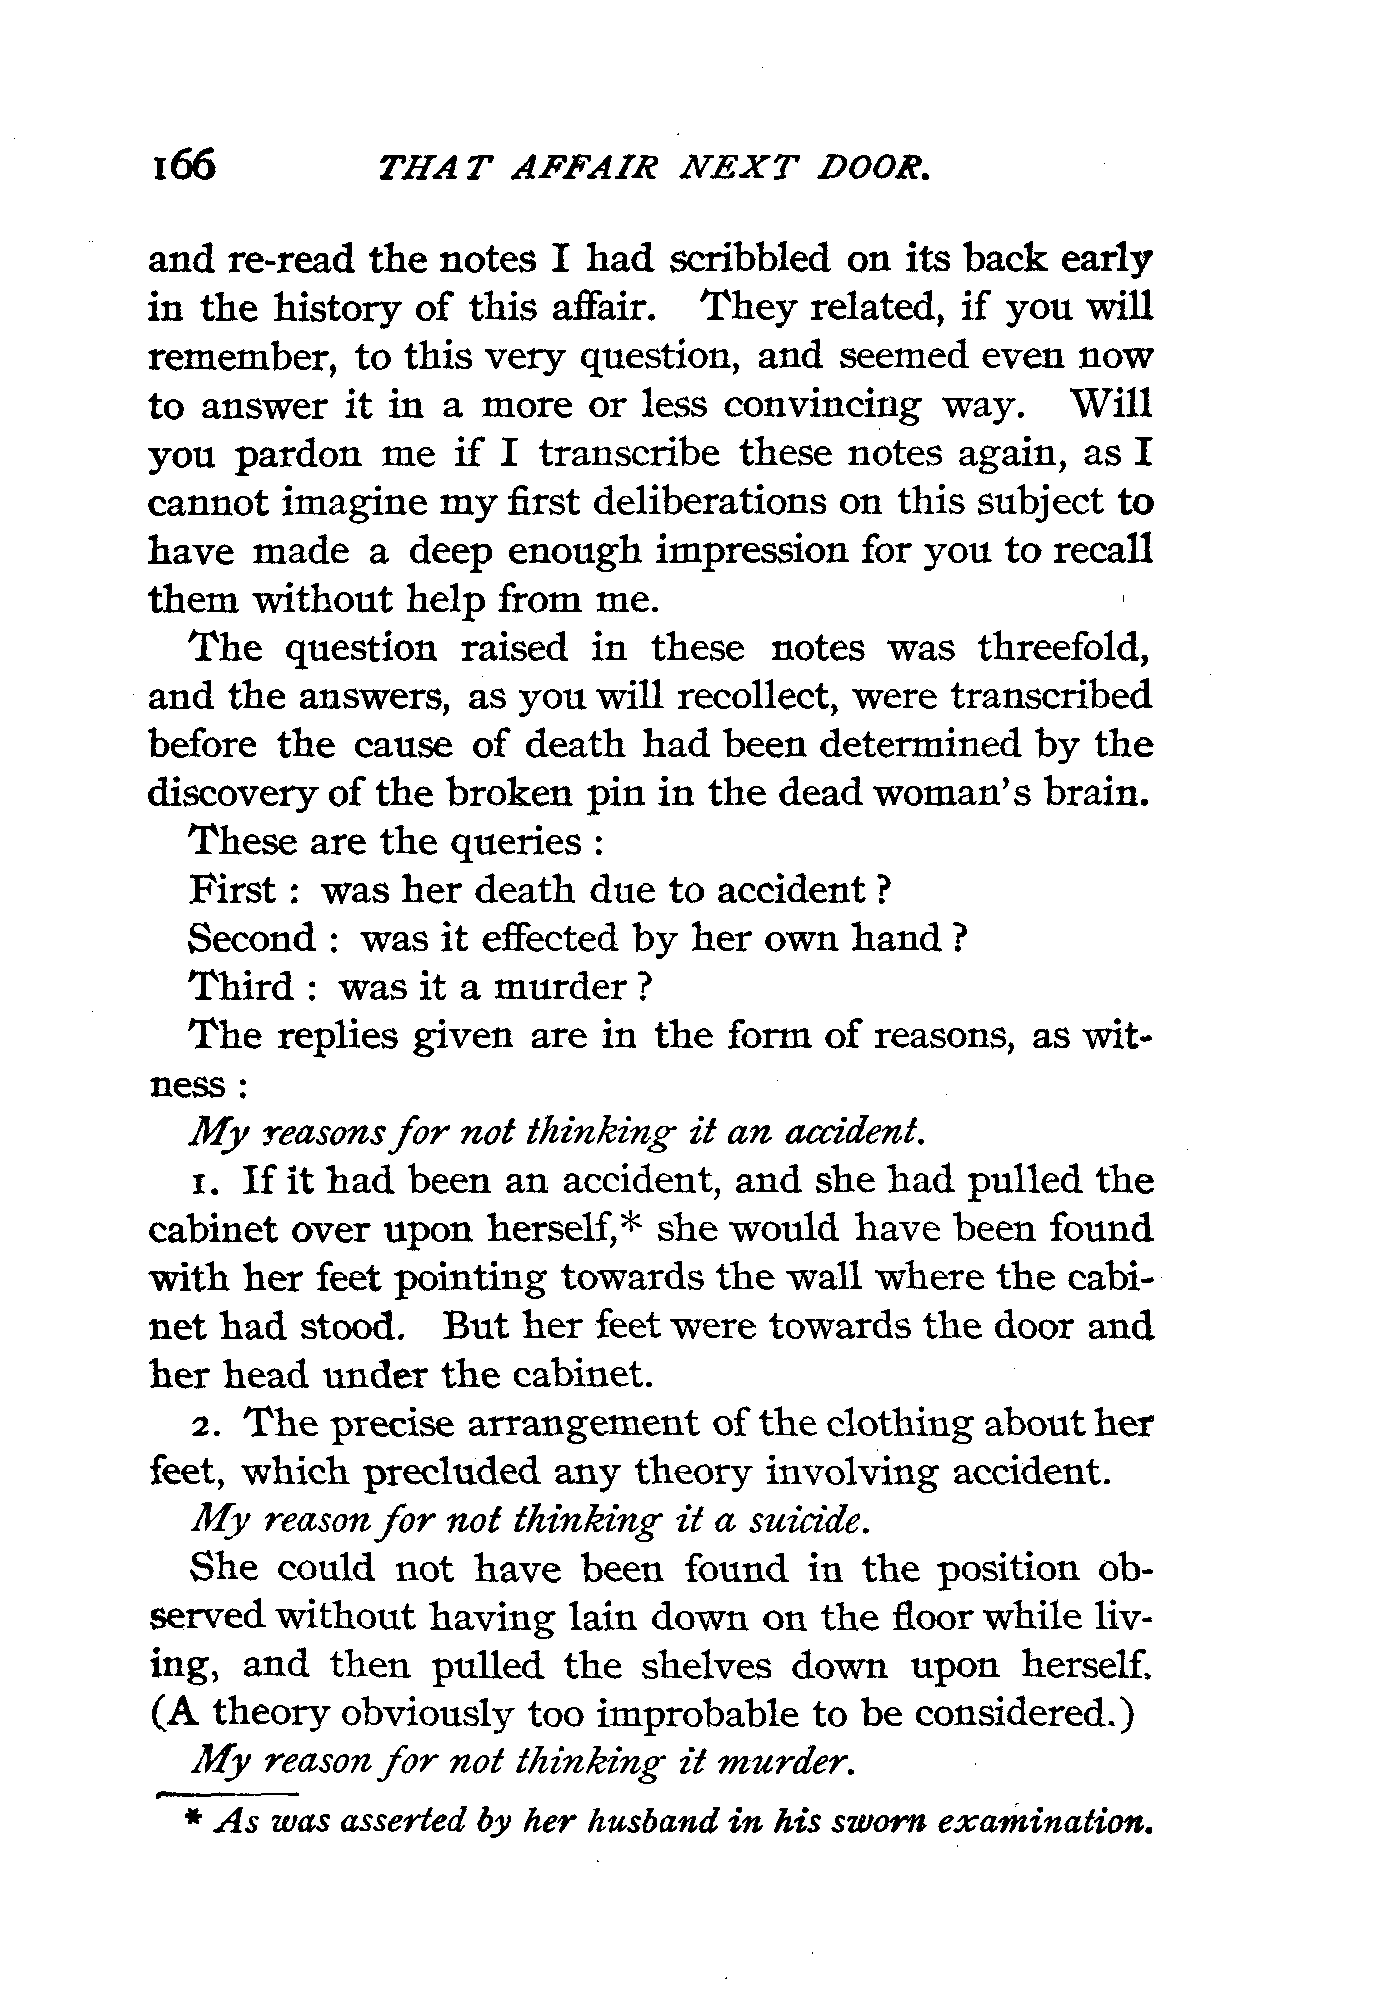 166 THAT AFFAIR NEXT DOOR.
and re-read the notes I had scribbled on its back early
in the history of this affair. They related, if you will
remember, to this very question, and seemed even now
to answer it in a more or less convincing way. Will
you pardon me if I transcribe these notes again, as I
cannot imagine my first deliberations on this subject to
have made a deep enough impression for you to recall
them without help from me.
The question raised in these notes was threefold,
and the answers, as you will recollect, were transcribed
before the cause of death had been determined by the
discovery of the broken pin in the dead woman's brain.
These are the queries :
First : was her death due to accident ?
Second : was it effected by her own hand ?
Third : was it a murder ?
The replies given are in the form of reasons, as wit-
ness :
My reasons for not thinking it an accident.
1. If it had been an accident, and she had pulled the
cabinet over upon herself,* she would have been found
with her feet pointing towards the wall where the cabi-
net had stood. But her feet were towards the door and
her head under the cabinet.
2. The precise arrangement of the clothing about her
feet, which precluded any theory involving accident.
My reason for not thinking it a suicide.
She could not have been found in the position ob-
served without having lain down on the floor while liv-
ing, and then pulled the shelves down upon herself.
(A theory obviously too improbable to be considered.)
My reason for not thinking it murder.
* As was asserted by her husband in his sworn examination.